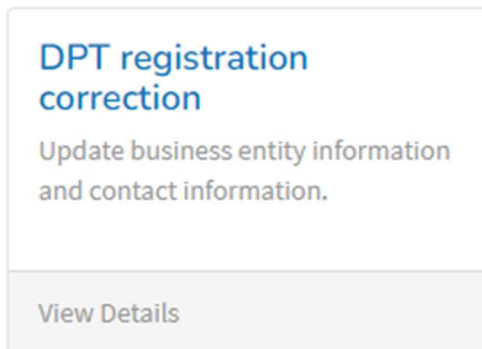 DPT registration
correction
Update business entity information
and contact information.
View Details